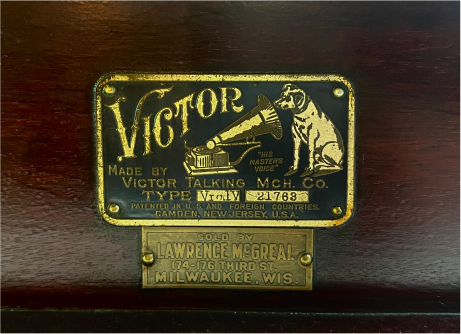 VICTOR
"HIS
MASTER'S
VOICE"
MADE BY
VICTOR TALKING MCH. CO.
TYPE 21763
PATENTED IN U.S. AND FOREIGN COUNTRIES.
CAMDEN, NEW JERSEY, U.S.A.
SOLD BY
LAWRENCE McGREAL
174-176 THIRD ST.
MILWAUKEE, WIS.